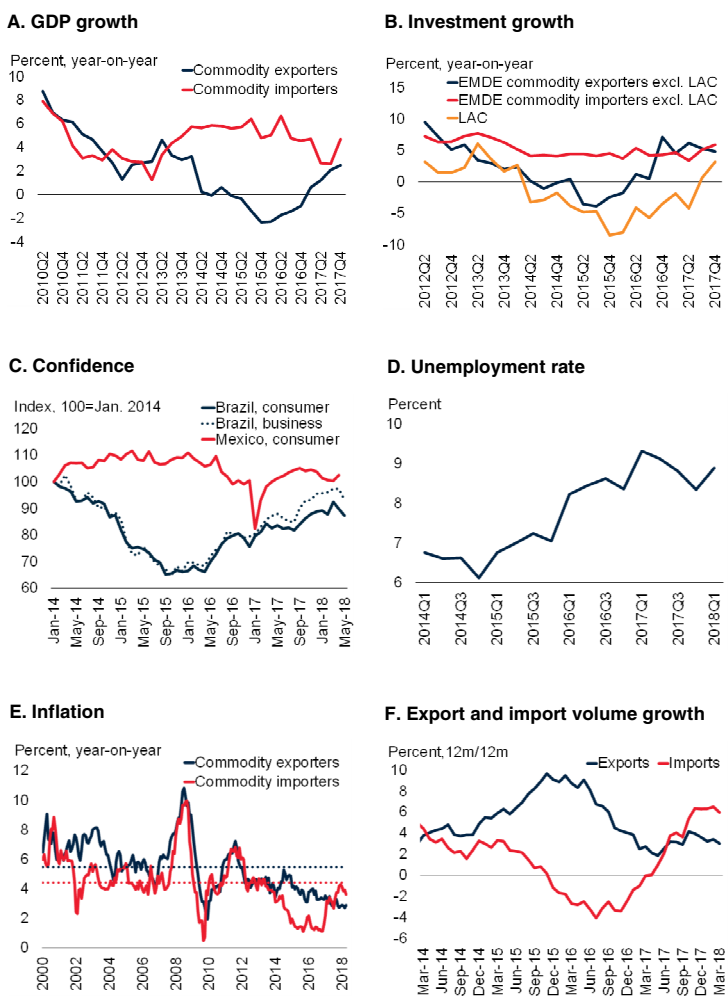 A. GDP growth
Percent, year-on-year
Commodity exporters
Commodity importers
10
8
6
4
2
0
-2
-4
2010Q2
2010Q4
2011Q2
2011Q4
2012Q2
2012Q4
2013Q2
2013Q4
2014Q2
2014Q4
2015Q2
2015Q4
2016Q2
2016Q4
2017Q2
2017Q4
B. Investment growth
Percent, year-on-year
EMDE commodity exporters excl. LAC
EMDE commodity importers excl. LAC
LAC
15
10
5
0
-5
-10
2012Q2
2012Q4
2013Q2
2013Q4
2014Q2
2014Q4
2015Q2
2015Q4
2016Q2
2016Q4
2017Q2
2017Q4
C. Confidence
Index, 100=Jan. 2014
Brazil, consumer
Brazil, business
Mexico, consumer
120
110
100
90
80
70
60
Jan-14
May-14
Sep-14
Jan-15
May-15
Sep-15
Jan-16
May-16
Sep-16
Jan-17
May-17
Sep-17
Jan-18
May-18
D. Unemployment rate
Percent
10
9
8
7
6
2014Q1
2014Q3
2015Q1
2015Q3
2016Q1
2016Q3
2017Q1
2017Q3
2018Q1
E. Inflation
Percent, year-on-year
Commodity exporters
Commodity importers
12
10
8
6
4
2
0
2000
2002
2004
2006
2008
2010
2012
2014
2016
2018
F. Export and import volume growth
Percent,12m/12m
Exports
Imports
10
8
6
4
2
0
-2
-4
-6
Mar-14
Jun-14
Sep-14
Dec-14
Mar-15
Jun-15
Sep-15
Dec-15
Mar-16
Jun-16
Sep-16
Dec-16
Mar-17
Jun-17
Sep-17
Dec-17
Mar-18